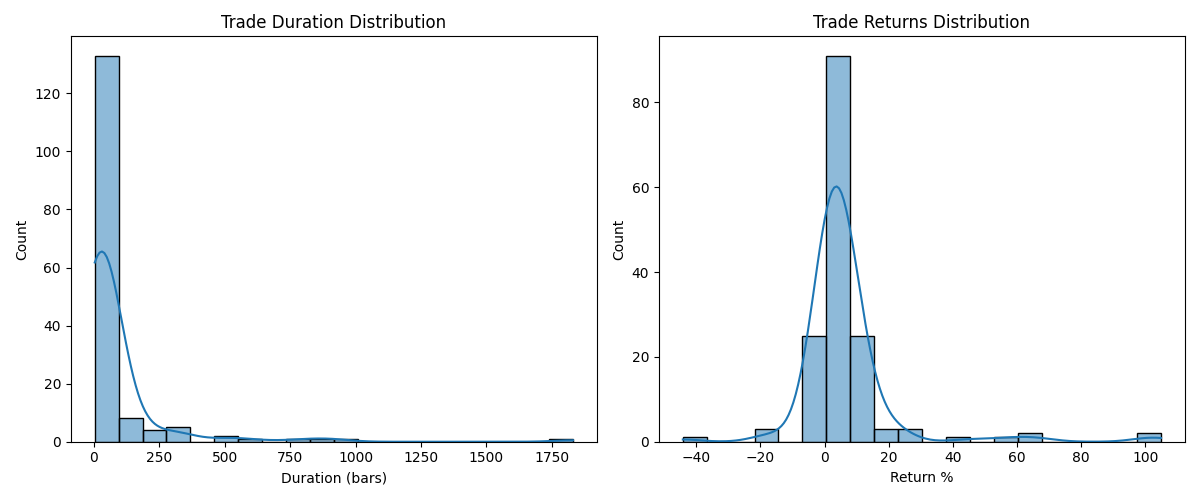 Trade Duration Distribution
Count
120
100
80
60
40
20
0
0 250 500 750 1000 1250 1500 1750
Duration (bars)
Trade Returns Distribution
Count
80
60
40
20
0
−40 −20 0 20 40 60 80 100
Return %